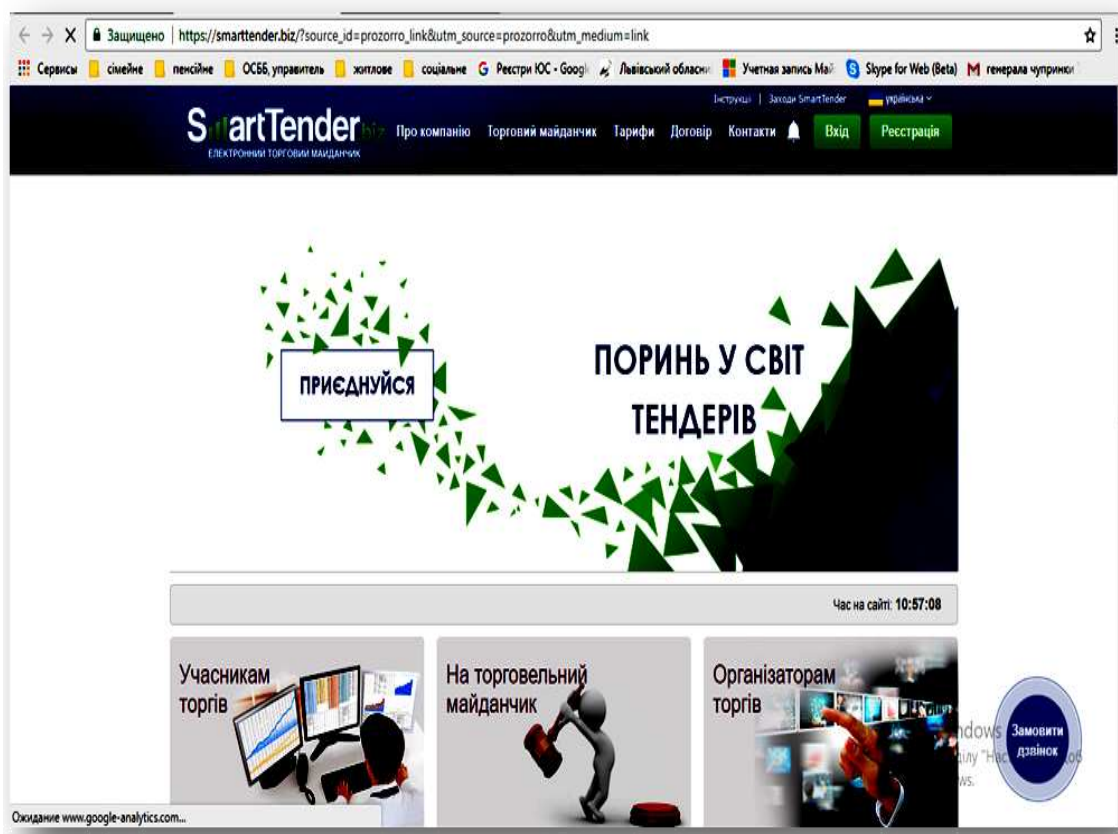 Защищено | https://smarttender.biz/?source_id=prozorro_link&utm_source=prozorro&utm_medium=link
Сервисы сімейне пенсійне ОСББ, управитель житлове соціальне Реєстри ЮС - Googl Львівський обласни Учетная запись Май Skype for Web (Beta) генерала чупринки
Інструкції | Заходи SmartTender українська
SmartTender.biz Про компанію Торговий майданчик Тарифи Договір Контакти Вхід Реєстрація
ЕЛЕКТРОННИЙ ТОРГОВИЙ МАЙДАНЧИК
ПОРИНЬ У СВІТ
ПРИЄДНУЙСЯ
ТЕНДЕРІВ
Час на сайті: 10:57:08
Учасникам
торгів
На торговельний
майданчик
Організаторам
торгів
Замовити
дзвінок
ndows
ws.
Ожидание www.google-analytics.com...